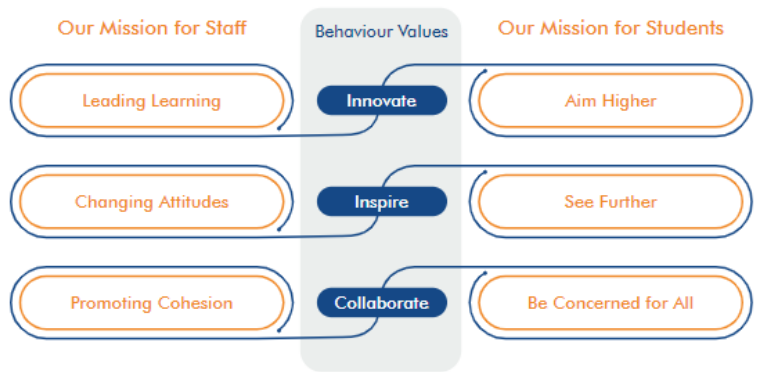 Our Mission for Staff
Behaviour Values
Our Mission for Students
Leading Learning
Innovate
Aim Higher
Changing Attitudes
Inspire
See Further
Promoting Cohesion
Collaborate
Be Concerned for All